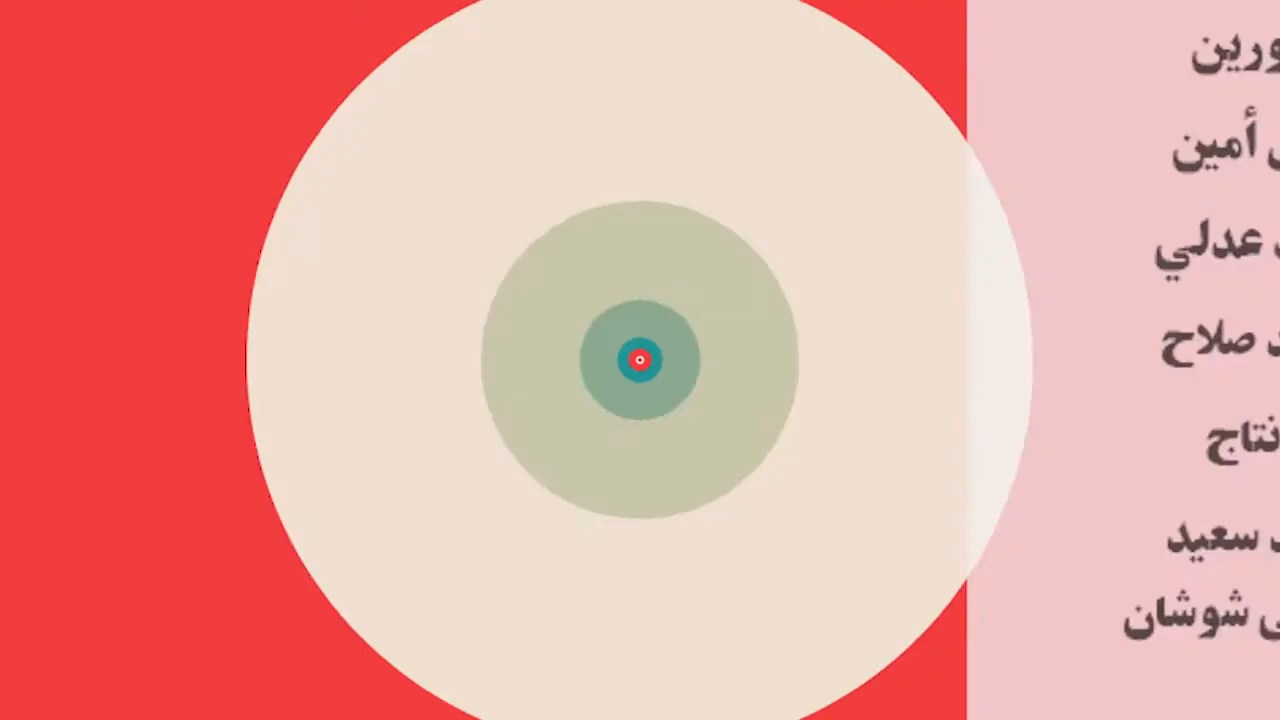 ورين
أمين
عدلي
صلاح
نتاج
سعيد
شوشان